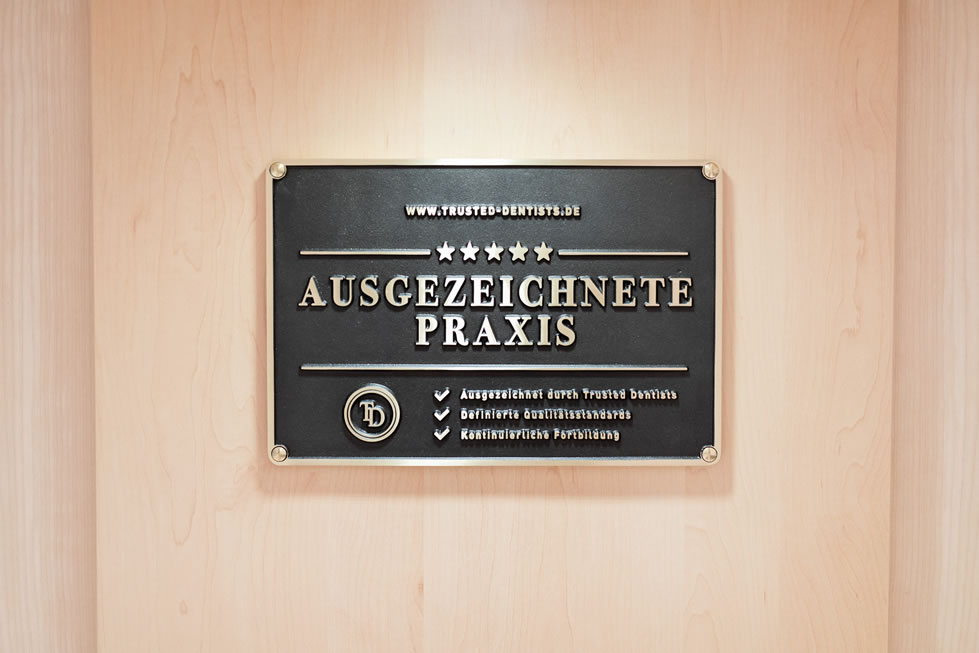 WWW.TRUSTED-DENTISTS.DE
AUSGEZEICHNETE
PRAXIS
TD
Ausgezeichnet durch Trusted Dentists
Definierte Qualitätsstandards
Kontinuierliche Fortbildung